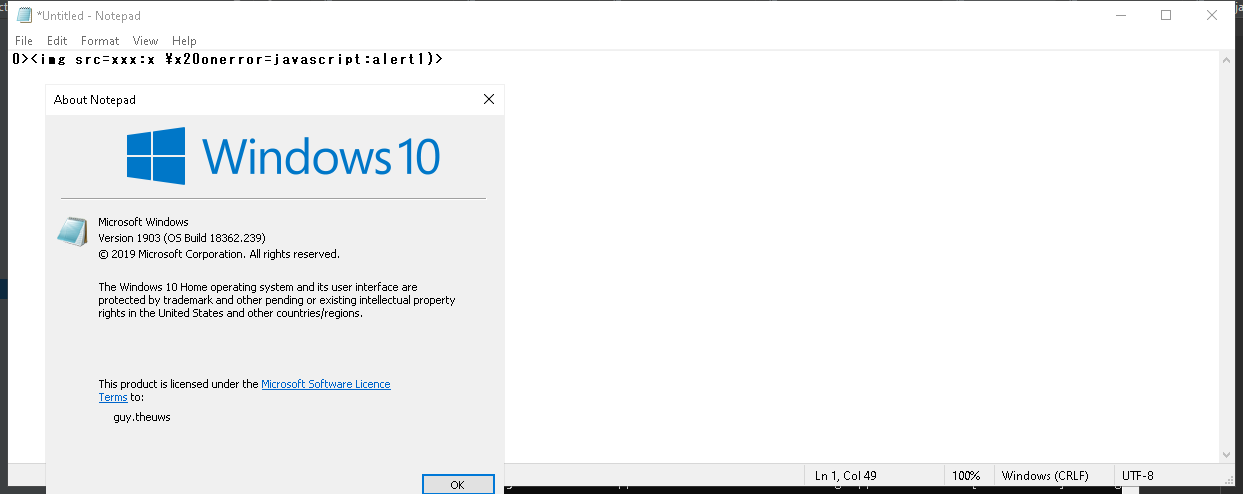 *Untitled - Notepad
File Edit Format View Help
0><img src=xxx:x ¥x20onerror=javascript:alert1)>
About Notepad
Windows 10
Microsoft Windows
Version 1903 (OS Build 18362.239)
© 2019 Microsoft Corporation. All rights reserved.
The Windows 10 Home operating system and its user interface are
protected by trademark and other pending or existing intellectual property
rights in the United States and other countries/regions.
This product is licensed under the Microsoft Software Licence
Terms to:
guy.theuws
OK
Ln 1, Col 49 100% Windows (CRLF) UTF-8